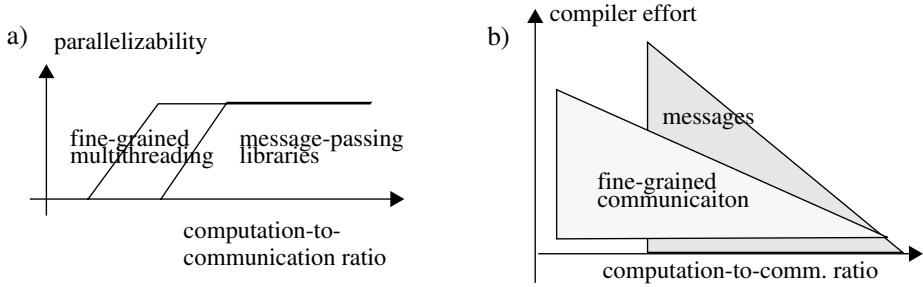 a)
parallelizability
fine-grained
multithreading
message-passing
libraries
computation-to-
communication ratio
b)
compiler effort
messages
fine-grained
communicaiton
computation-to-comm. ratio